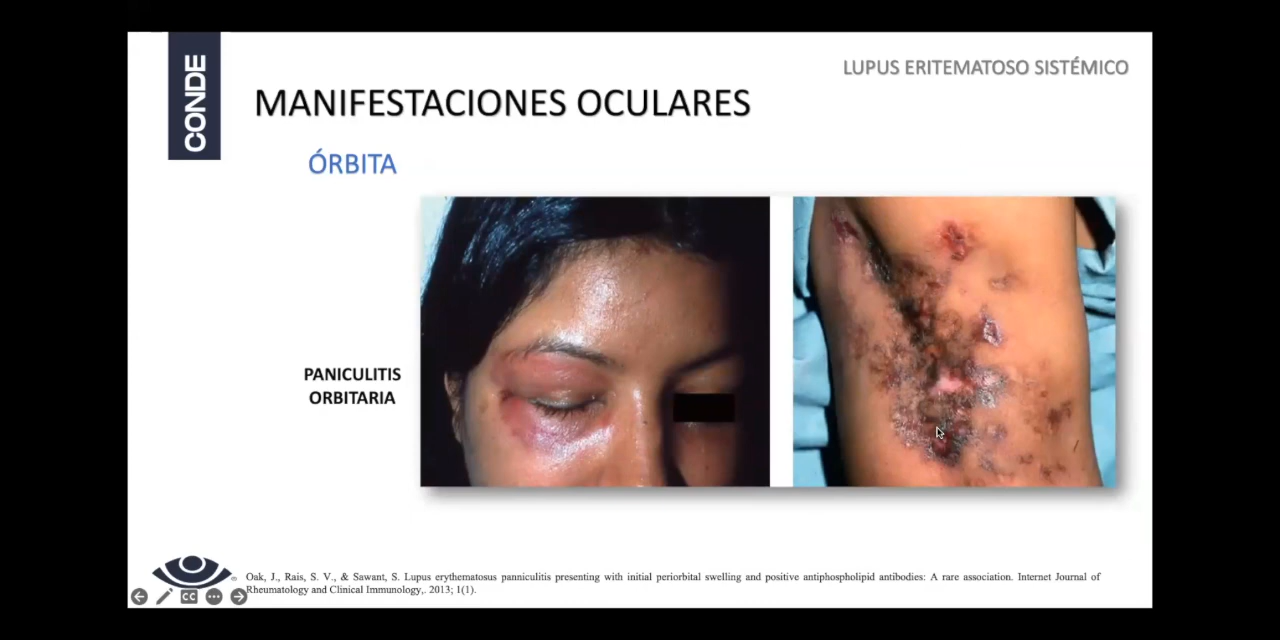 CONDE
LUPUS ERITEMATOSO SISTÉMICO
MANIFESTACIONES OCULARES
ÓRBITA
PANICULITIS
ORBITARIA
Oak, J., Rais, S. V., & Sawant, S. Lupus erythematosus panniculitis presenting with initial periorbital swelling and positive antiphospholipid antibodies: A rare association. Internet Journal of
Rheumatology and Clinical Immunology,. 2013; 1(1).
CC